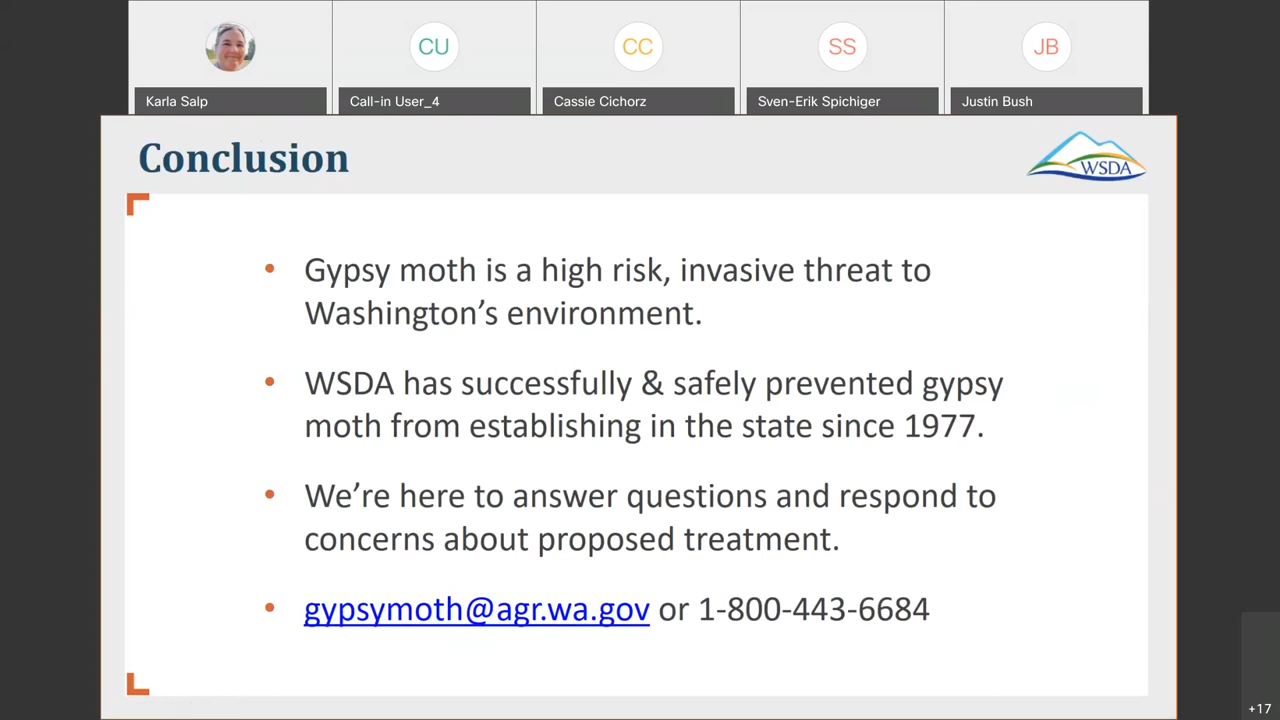 CU
CC
SS
JB
Karla Salp
Call-in User_4
Cassie Cichorz
Sven-Erik Spichiger
Justin Bush
Conclusion
WSDA
• Gypsy moth is a high risk, invasive threat to
Washington’s environment.
• WSDA has successfully & safely prevented gypsy
moth from establishing in the state since 1977.
• We’re here to answer questions and respond to
concerns about proposed treatment.
• gypsymoth@agr.wa.gov or 1-800-443-6684
+17